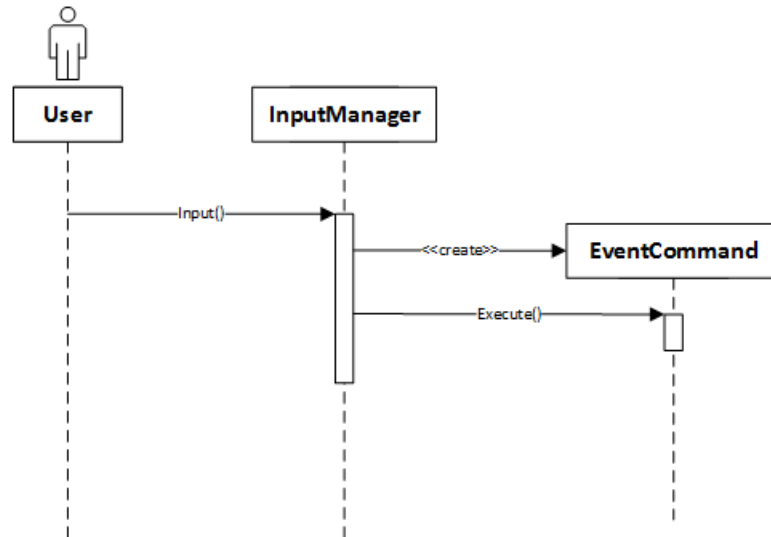 User
InputManager
Input()
<<create>>
EventCommand
Execute()